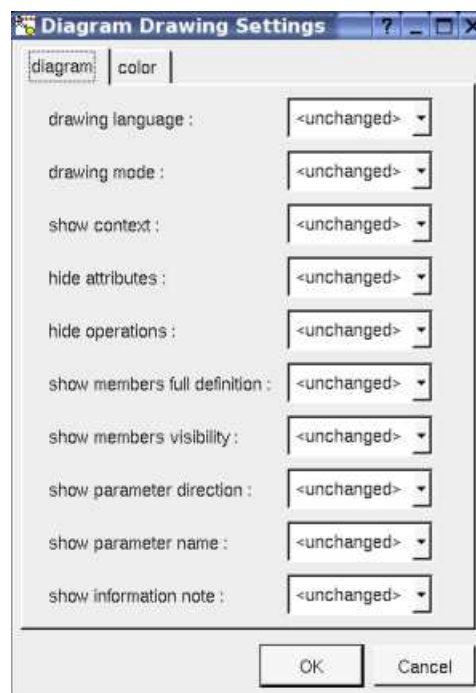 Diagram Drawing Settings ? _ X
diagram color
drawing language : <unchanged>
drawing mode : <unchanged>
show context : <unchanged>
hide attributes : <unchanged>
hide operations : <unchanged>
show members full definition : <unchanged>
show members visibility : <unchanged>
show parameter direction : <unchanged>
show parameter name : <unchanged>
show information note : <unchanged>
OK Cancel